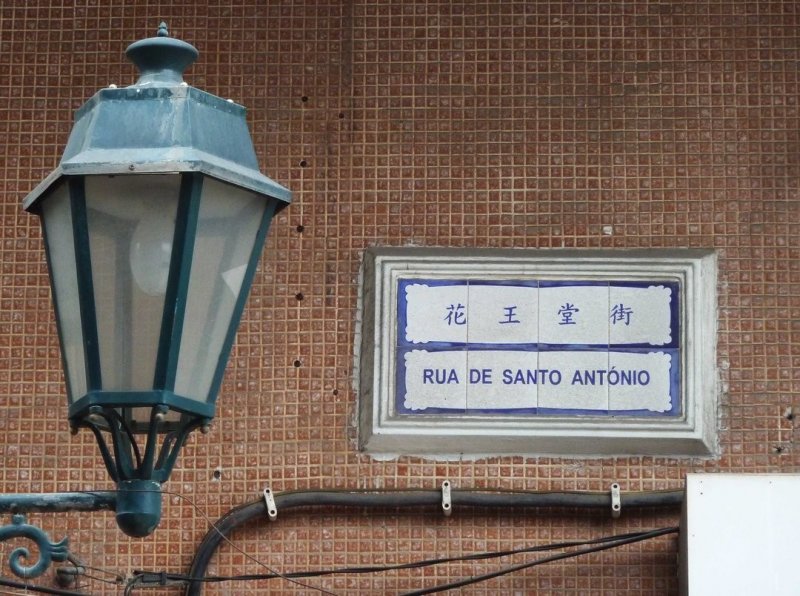 花王堂街
RUA DE SANTO ANTÓNIO